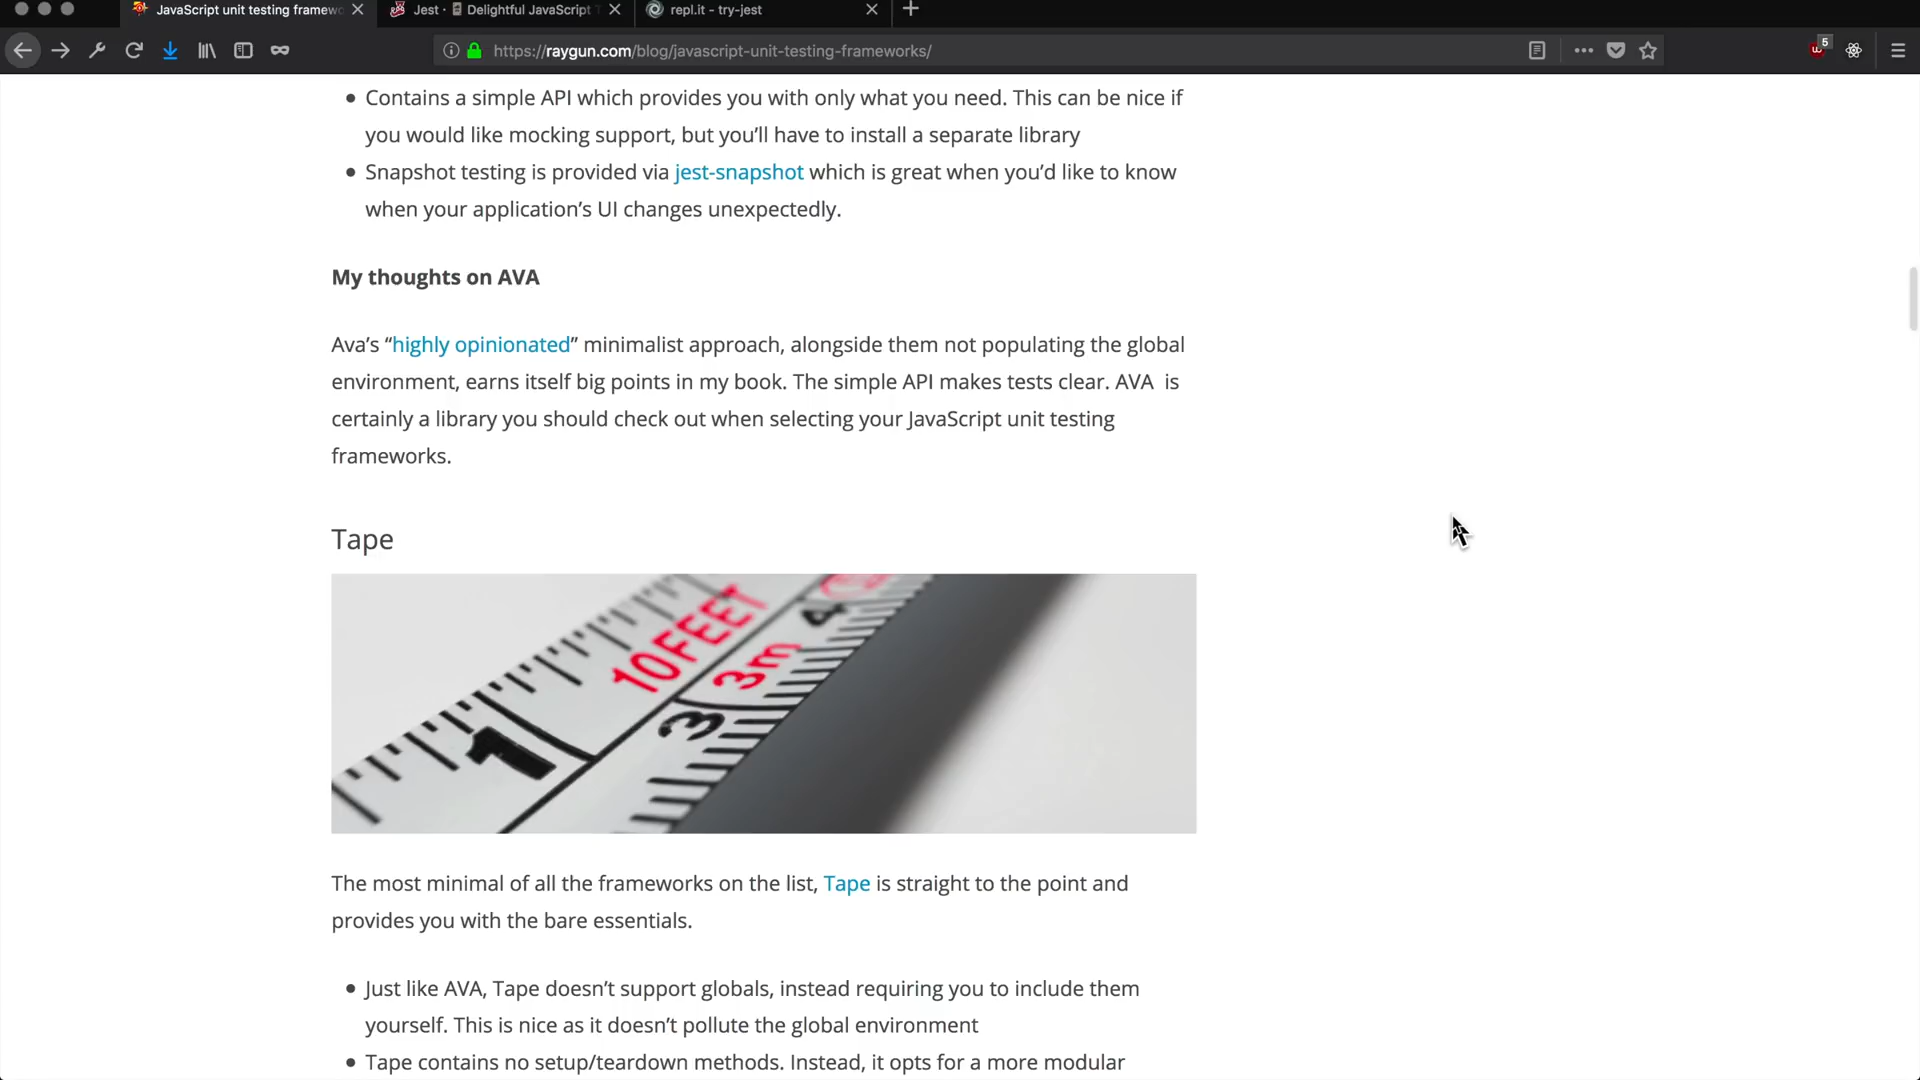 JavaScript unit testing framew
Jest · Delightful JavaScript T
repl.it - try-jest
https://raygun.com/blog/javascript-unit-testing-frameworks/
5
Contains a simple API which provides you with only what you need. This can be nice if
you would like mocking support, but you’ll have to install a separate library
Snapshot testing is provided via jest-snapshot which is great when you’d like to know
when your application’s UI changes unexpectedly.
My thoughts on AVA
Ava’s “highly opinionated” minimalist approach, alongside them not populating the global
environment, earns itself big points in my book. The simple API makes tests clear. AVA  is
certainly a library you should check out when selecting your JavaScript unit testing
frameworks.
Tape
10FEET
3m
4
1
3
The most minimal of all the frameworks on the list, Tape is straight to the point and
provides you with the bare essentials.
Just like AVA, Tape doesn’t support globals, instead requiring you to include them
yourself. This is nice as it doesn’t pollute the global environment
Tape contains no setup/teardown methods. Instead, it opts for a more modular